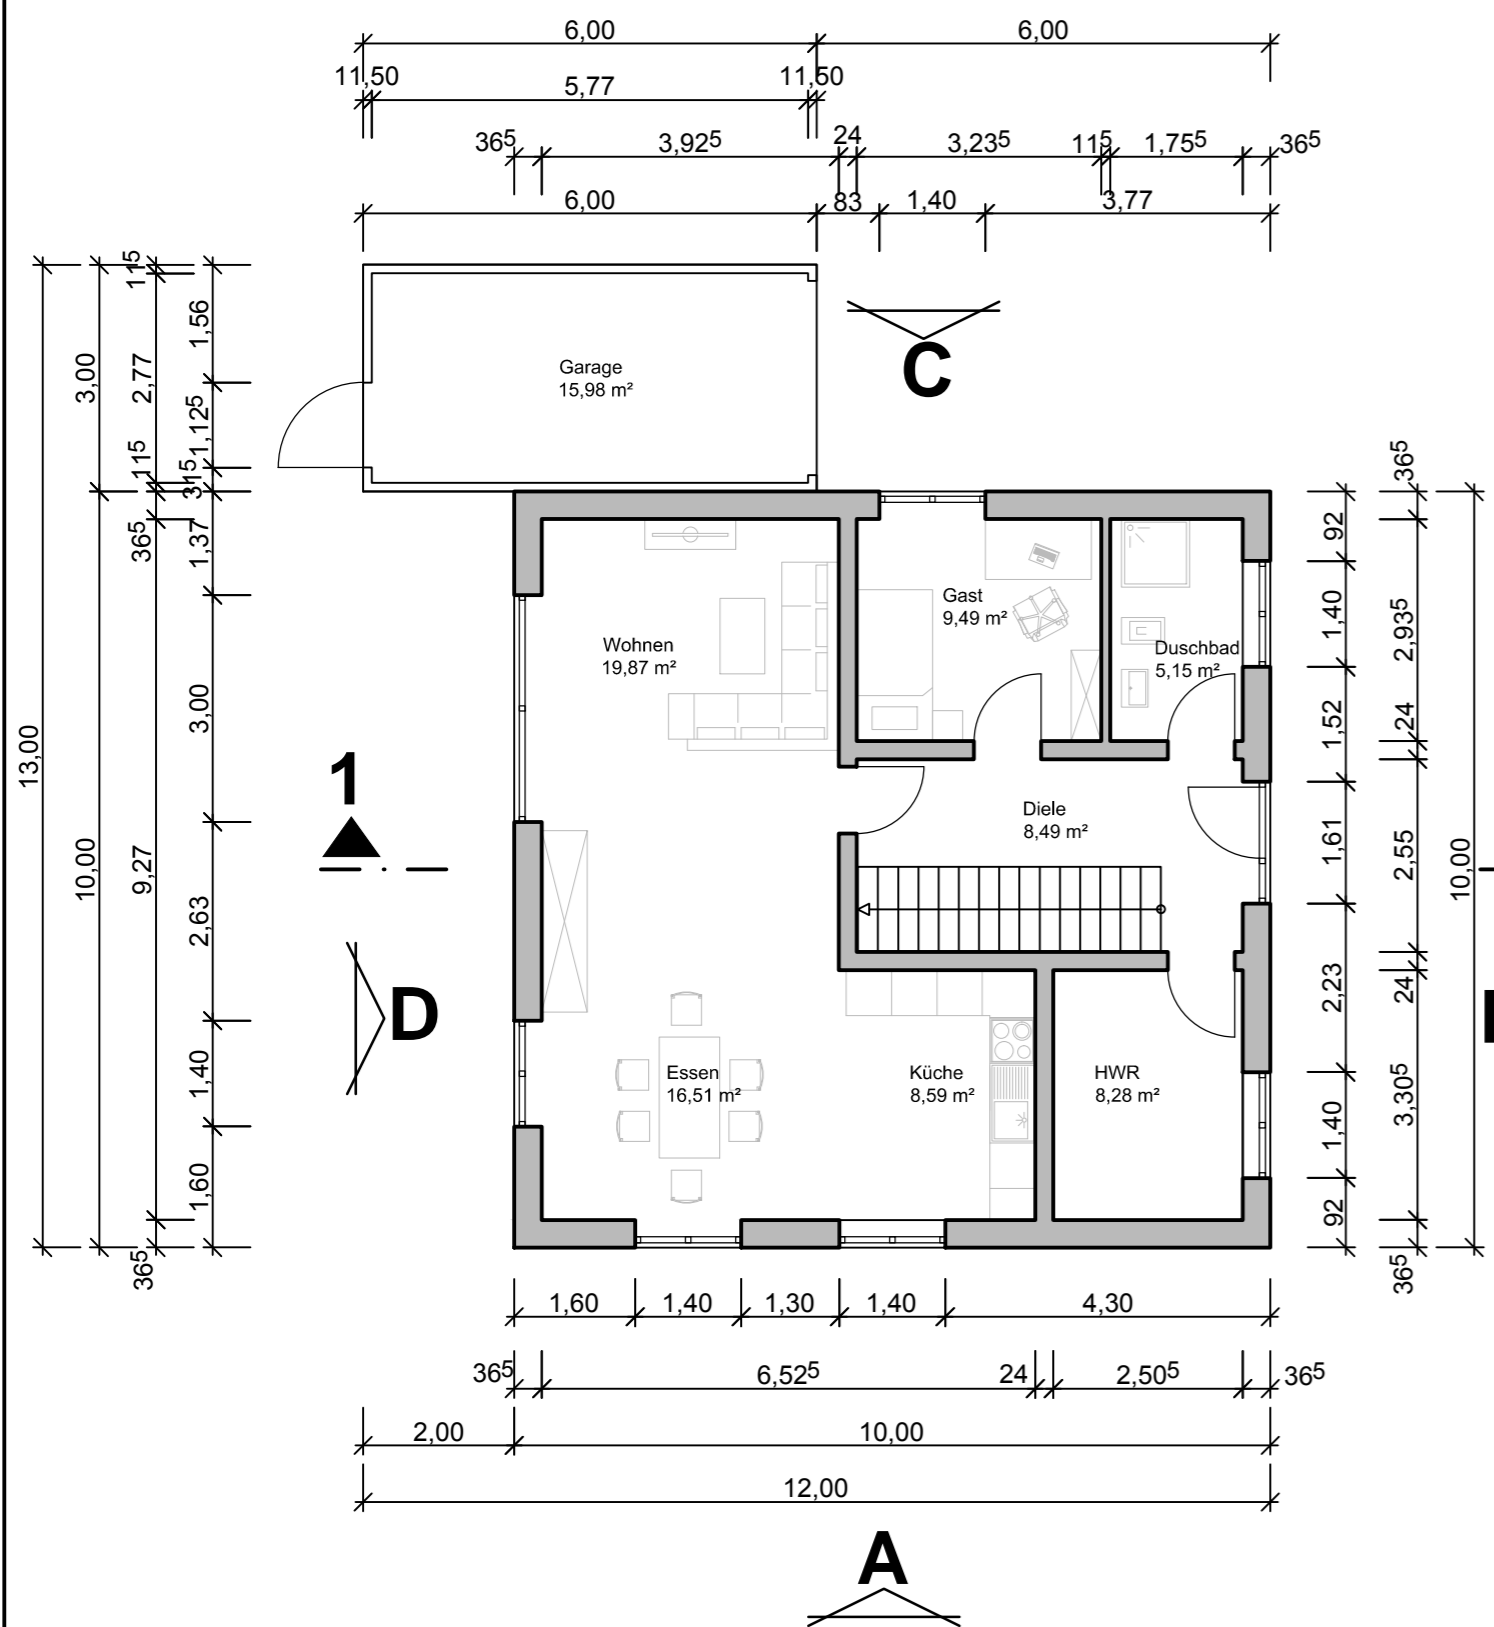 6,00 6,00
11,50 5,77 11,50
36⁵ 3,92⁵ 24 3,23⁵ 11⁵ 1,75⁵ 36⁵
6,00 83 1,40 3,77
13,00
3,00
10,00
11⁵
2,77
11⁵
36⁵
9,27
36⁵
1,56
1,12⁵
31⁵
1,37
3,00
2,63
1,40
1,60
Garage
15,98 m²
C
Wohnen
19,87 m²
Gast
9,49 m²
Duschbad
5,15 m²
1
Diele
8,49 m²
D
Essen
16,51 m²
Küche
8,59 m²
HWR
8,28 m²
92
1,40
1,52
1,61
2,23
1,40
92
36⁵
2,93⁵
24
2,55
24
3,30⁵
36⁵
10,00
1,60 1,40 1,30 1,40 4,30
36⁵ 6,52⁵ 24 2,50⁵ 36⁵
2,00 10,00
12,00
A